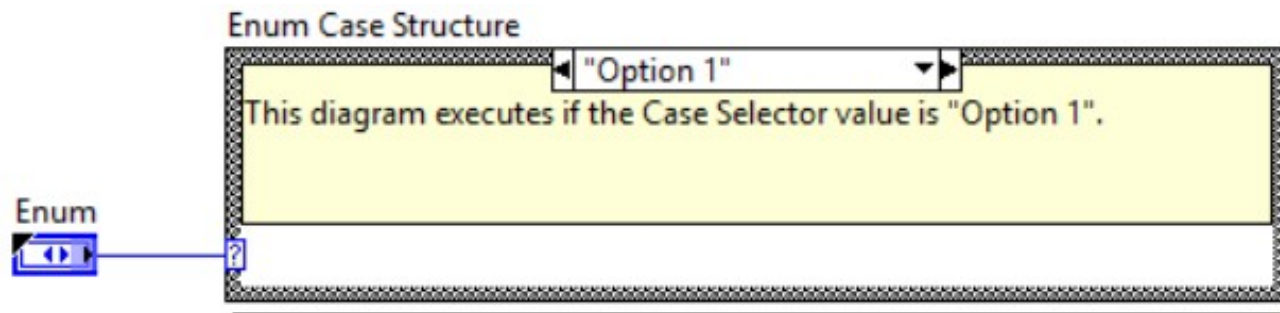 Enum Case Structure
"Option 1"
This diagram executes if the Case Selector value is "Option 1".
Enum
?